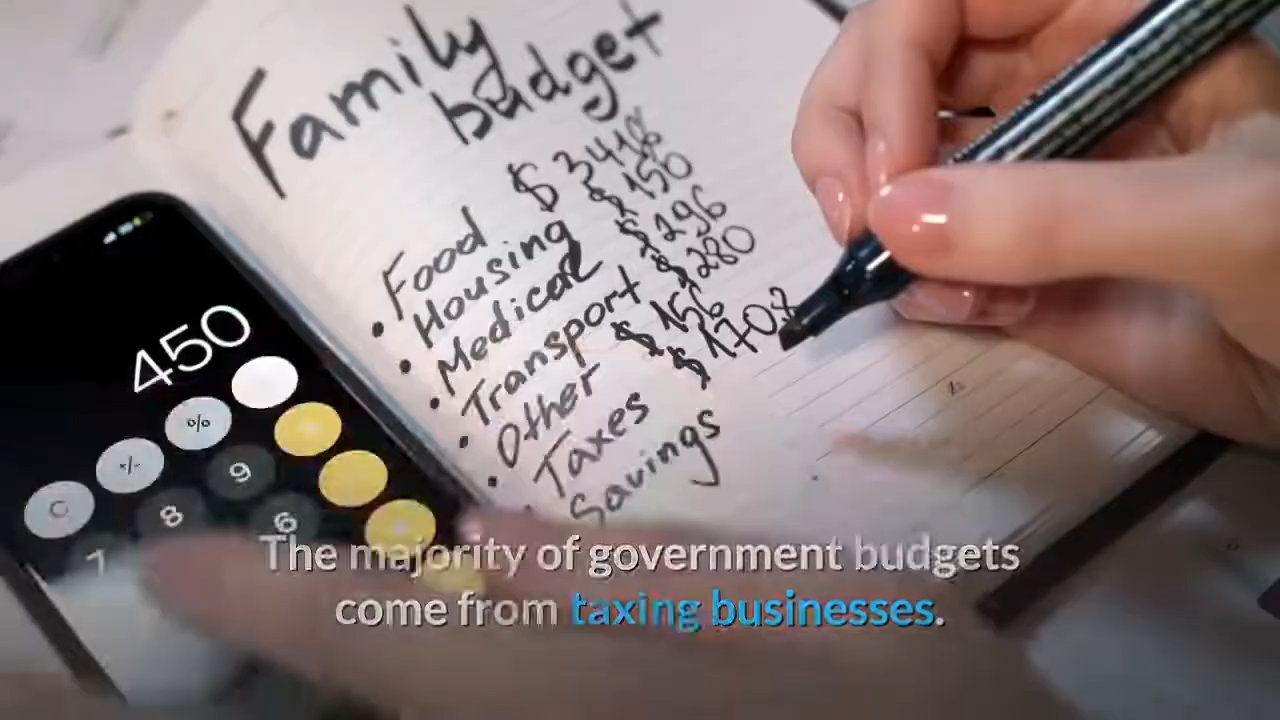 Family
budget
Food $ 3418
Housing $ 150
Medical $ 296
Transport $ 280
Other $ 156
Taxes $ 1708
Savings
450
%
+/-
C
9
8
6
7
The majority of government budgets
come from taxing businesses.